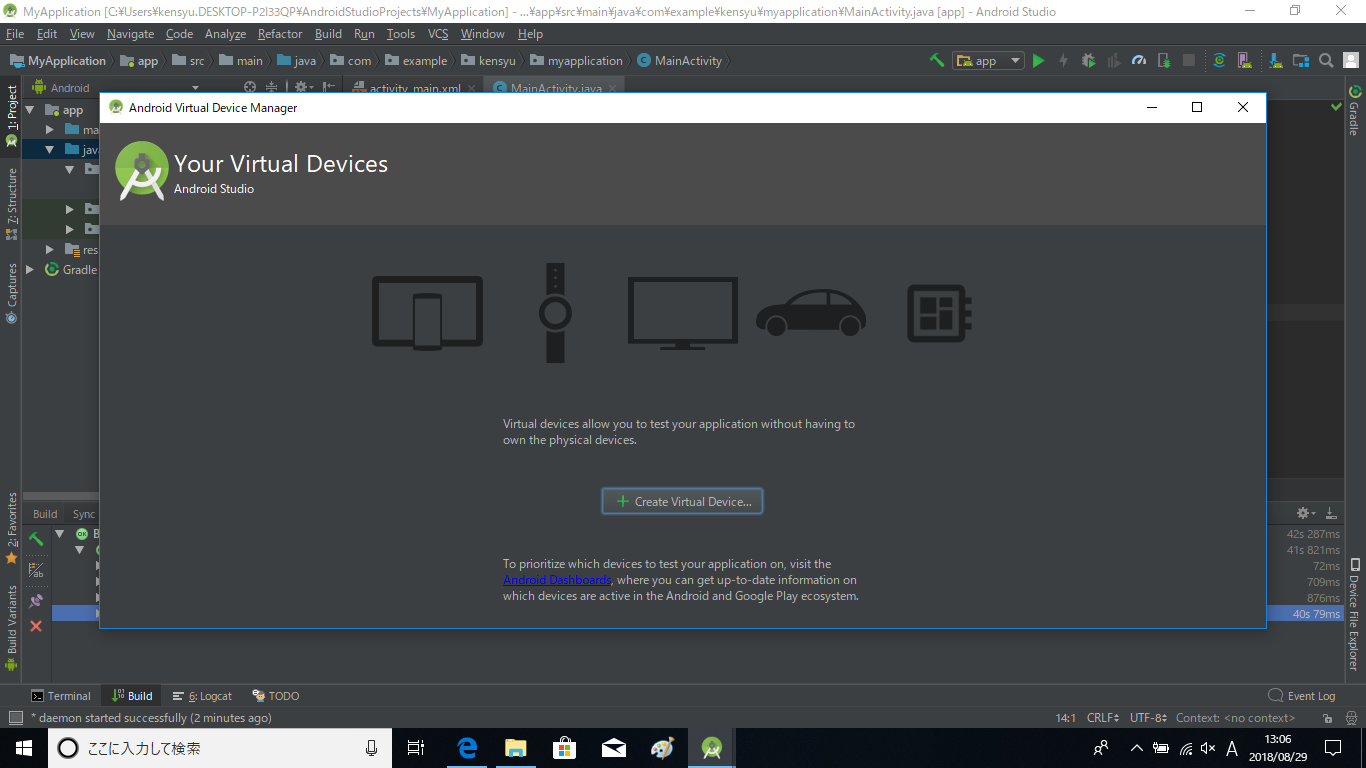 MyApplication [C:¥Users¥kensyu.DESKTOP-P2I33QP¥AndroidStudioProjects¥MyApplication] - ...¥app¥src¥main¥java¥com¥example¥kensyu¥myapplication¥MainActivity.java [app] - Android Studio
File Edit View Navigate Code Analyze Refactor Build Run Tools VCS Window Help
MyApplication app src main java com example kensyu myapplication MainActivity app
Android activity_main.xml MainActivity.java
1: Project
7: Structure
Captures
2: Favorites
Build Variants
app
ma
java
res
Gradle
Android Virtual Device Manager
Your Virtual Devices
Android Studio
Virtual devices allow you to test your application without having to
own the physical devices.
Create Virtual Device...
To prioritize which devices to test your application on, visit the
Android Dashboards, where you can get up-to-date information on
which devices are active in the Android and Google Play ecosystem.
Gradle
Device File Explorer
Build Sync
B
42s 287ms
41s 821ms
72ms
709ms
876ms
40s 79ms
Terminal Build 6: Logcat TODO Event Log
* daemon started successfully (2 minutes ago) 14:1 CRLF UTF-8 Context: <no context>
ここに入力して検索 A 13:06
2018/08/29